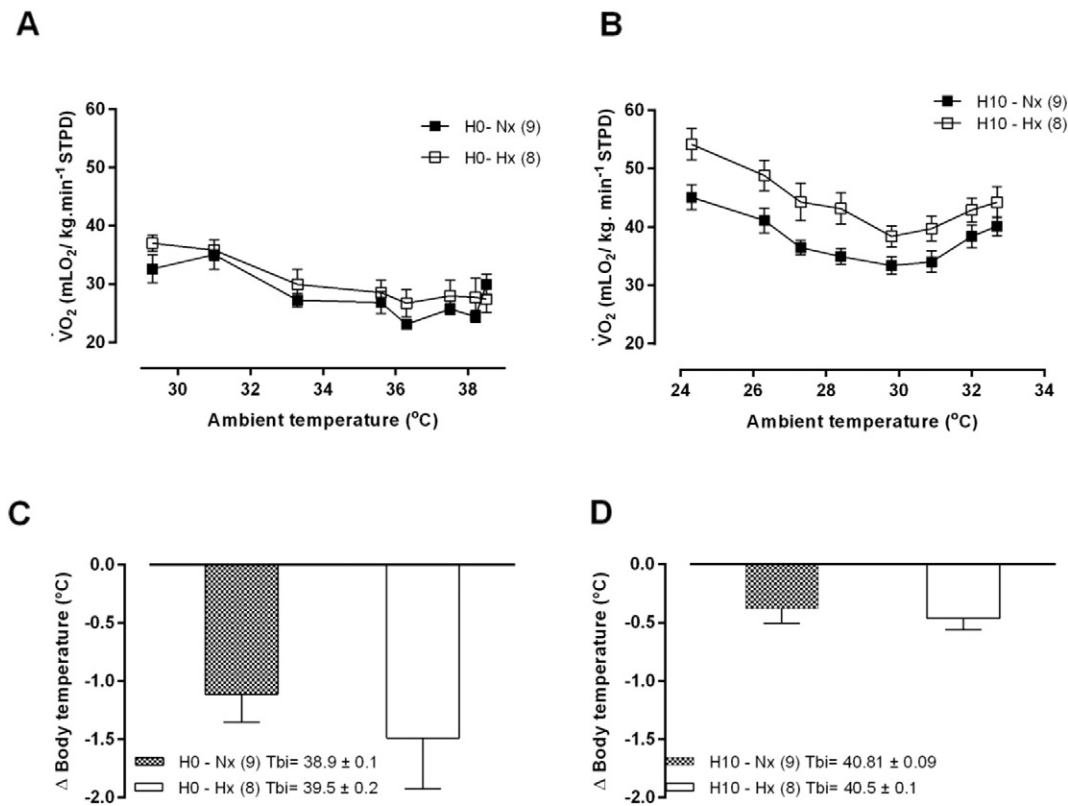 A
60
50
40
30
20
V̇O₂ (mLO₂/ kg.min⁻¹ STPD)
H0- Nx (9)
H0- Hx (8)
30 32 34 36 38
Ambient temperature (°C)
B
60
50
40
30
20
V̇O₂ (mLO₂/ kg. min⁻¹ STPD)
H10 - Nx (9)
H10 - Hx (8)
24 26 28 30 32 34
Ambient temperature (°C)
C
0.0
-0.5
-1.0
-1.5
-2.0
Δ Body temperature (°C)
H0 - Nx (9) Tbi= 38.9 ± 0.1
H0 - Hx (8) Tbi= 39.5 ± 0.2
D
0.0
-0.5
-1.0
-1.5
-2.0
Δ Body temperature (°C)
H10 - Nx (9) Tbi= 40.81 ± 0.09
H10 - Hx (8) Tbi= 40.5 ± 0.1